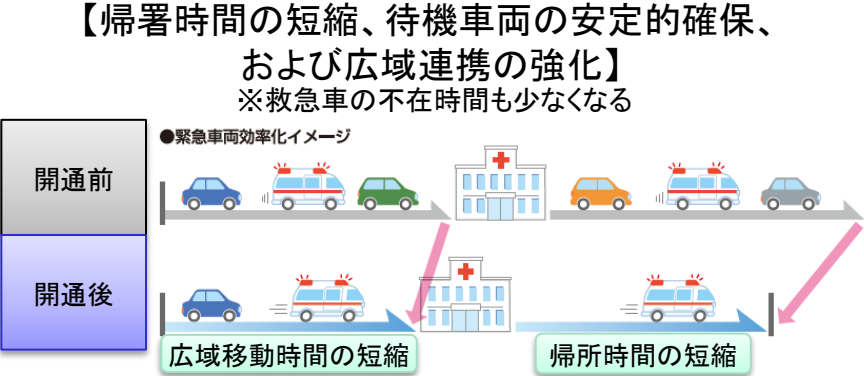 【帰署時間の短縮、待機車両の安定的確保、
および広域連携の強化】
※救急車の不在時間も少なくなる
●緊急車両効率化イメージ
開通前
開通後
広域移動時間の短縮
帰所時間の短縮